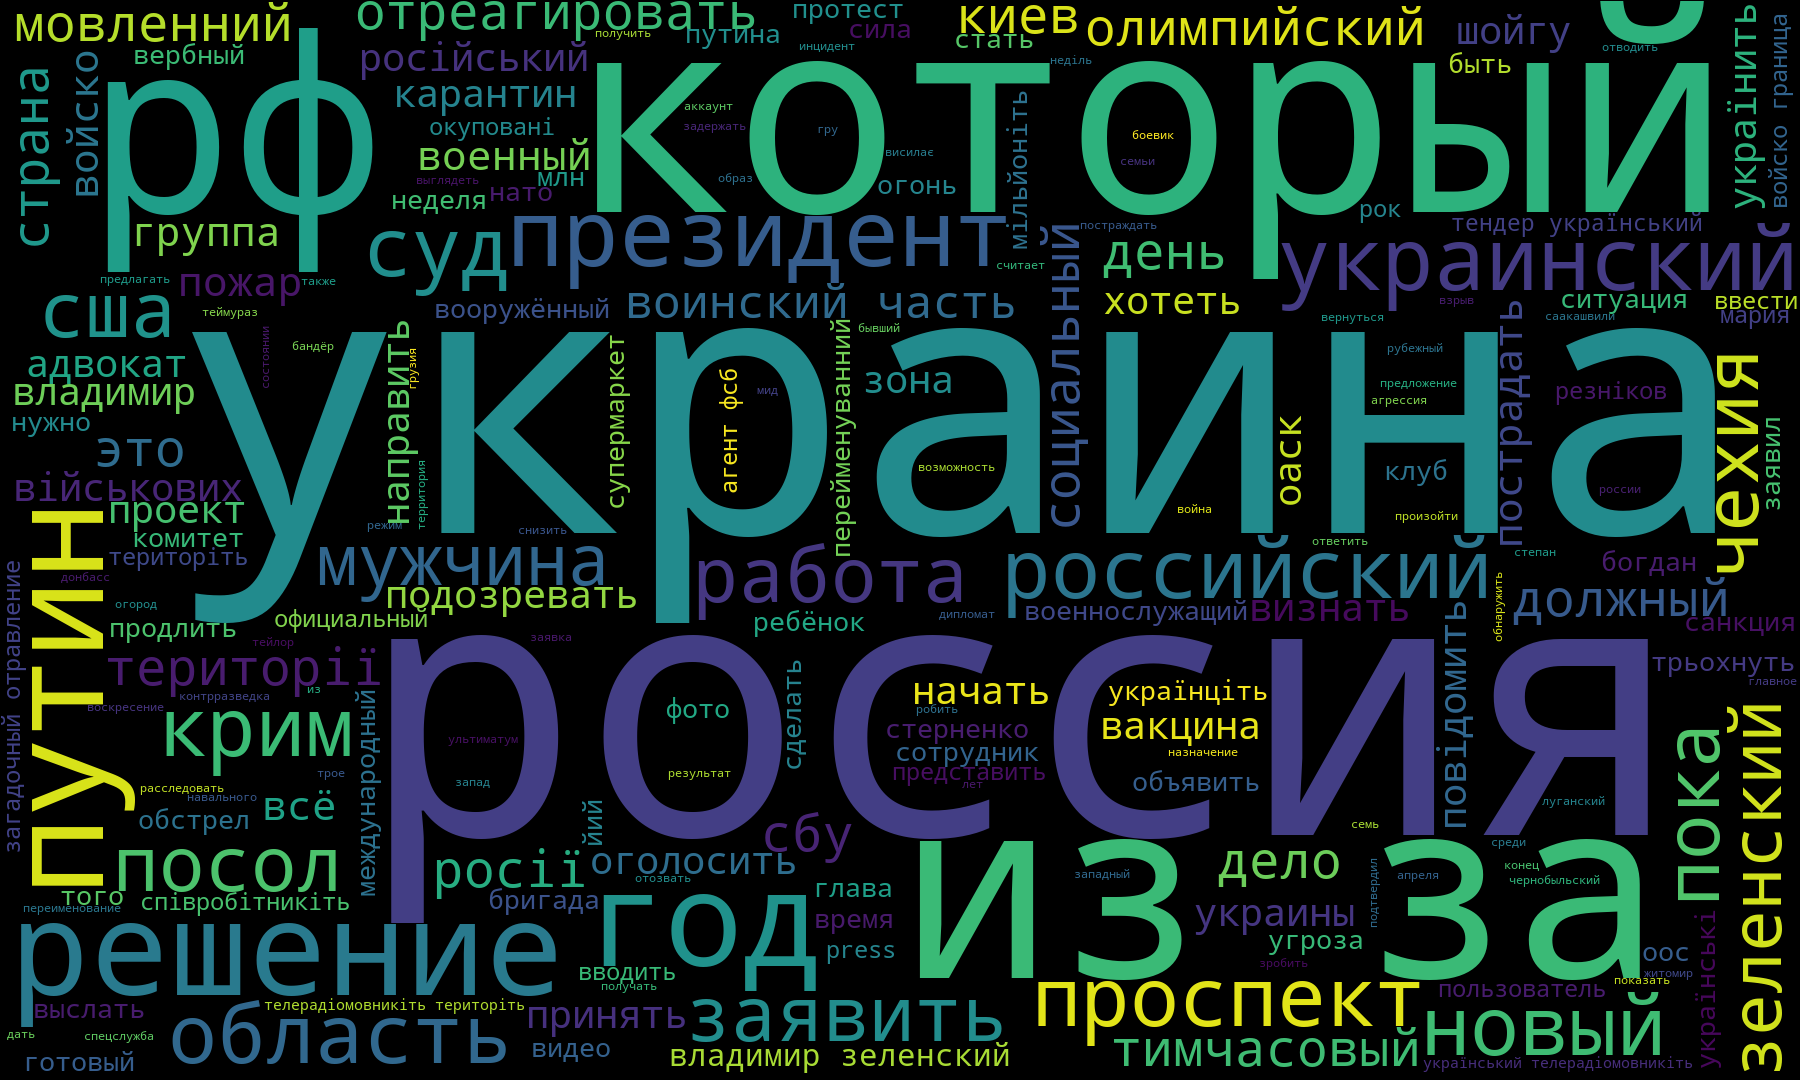 мовленний
отреагировать
протест
киев
олимпийский
шойгу
українить
войско граница
вербный
російський
получить
путина
сила
инцидент
стать
отводить
быть
неділь
страна
войско
рф
который
карантин
окуповані
военный
млн
аккаунт
задержать
гру
боевик
висилає
семьи
мільйоніть
выглядеть
нато
неделя
образ
огонь
рок
группа
суд
президент
пострадать
тендер український
социальный
день
украинский
считает
предлагать
пожар
также
сша
теймураз
вооружённый
воинский часть
хотеть
ситуация
ввести
взрыв
бывший
вернуться
саакашвили
мария
адвокат
состоянии
бандёр
направить
грузия
украина
супермаркет
перейменуванний
зона
рубежный
предложение
агрессия
пострадать
резніков
чехия
владимир
нужно
это
агент фсб
мид
оаск
клуб
заявил
військових
территория
возможность
россии
проект
война
произойти
комитет
режим
снизить
ответить
степан
територіть
мужчина
работа
российский
богдан
путин
донбасс
огород
подозревать
официальный
продлить
тейлор
заявка
ребёнок
дипломат
военнослужащий
визнать
обнаружить
должный
санкция
загадочный отравление
території
россия
повідомить
трьохнуть
главное
контрразведка
из
воскресение
крим
международный
фото
сделать
начать
українціть
робить
стерненко
вакцина
ультиматум
сотрудник
назначение
трое
запад
результат
представить
лет
объявить
расследовать
навального
луганский
пока
зеленский
всё
обстрел
йий
сбу
семь
посол
росії
оголосить
из за
дело
среди
отозвать
западный
апреля
конец
чернобыльский
подтвердил
того
співробітникіть
бригада
год
глава
переименование
время
украины
українські
решение
press
угроза
зробить
оос
житомир
вводить
получать
показать
выслать
телерадіомовникіть територіть
принять
заявить
проспект
пользователь
новый
дать
спецслужба
область
видео
готовый
владимир зеленский
тимчасовый
український телерадіомовникіть